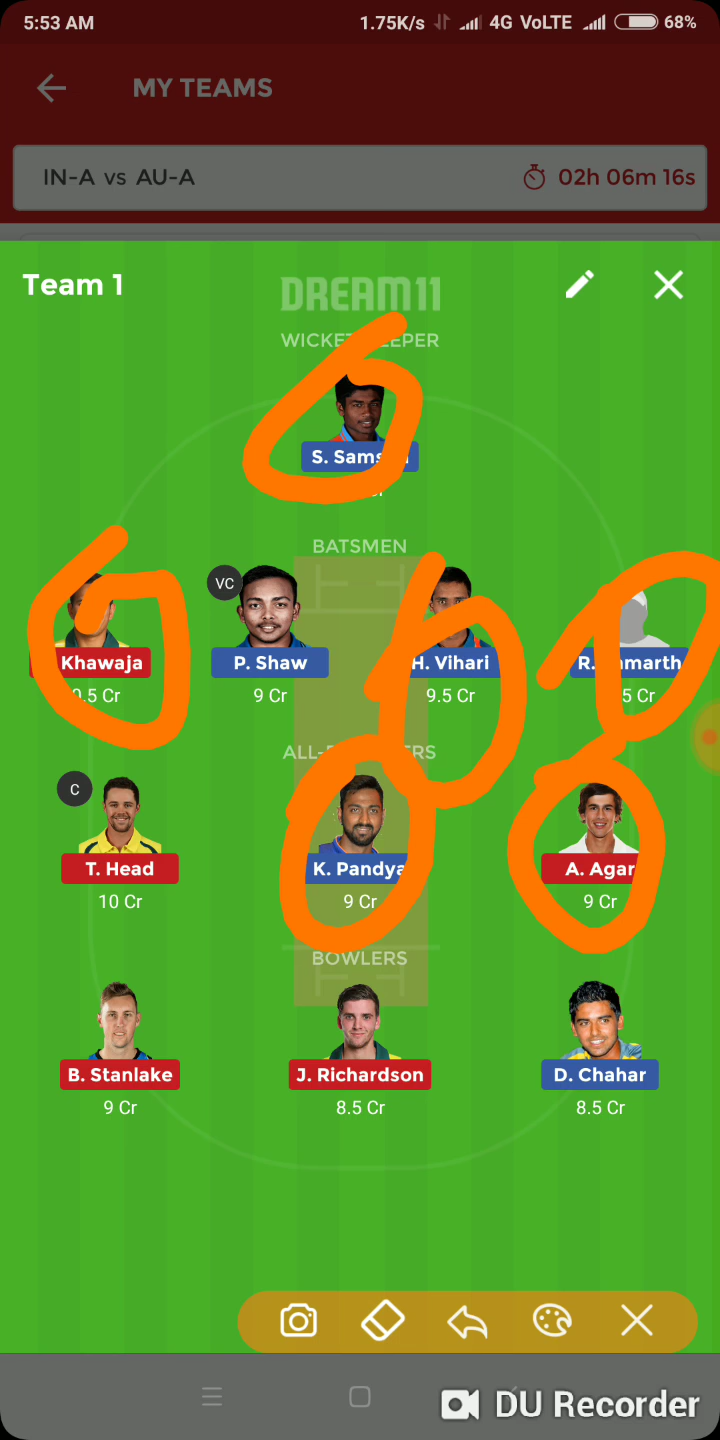 5:53 AM 1.75K/s 4G VoLTE 68%
MY TEAMS
IN-A vs AU-A 02h 06m 16s
Team 1 DREAM11
S.
BATSMEN
VC
Khawaja P. Shaw H. Vihari R.
9 Cr 9.5 Cr
C
T. Head K. Pandya A. Agar
10 Cr 9 Cr 9 Cr
BOWLERS
B. Stanlake J. Richardson D. Chahar
9 Cr 8.5 Cr 8.5 Cr
DU Recorder